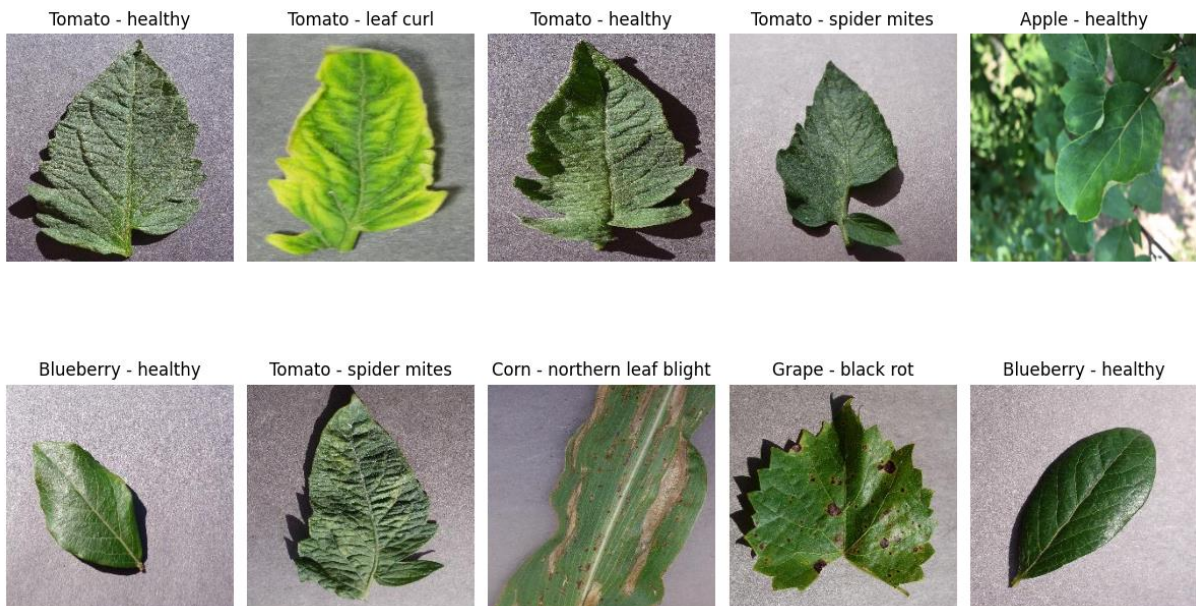 Tomato - healthy
Tomato - leaf curl
Tomato - healthy
Tomato - spider mites
Apple - healthy
Blueberry - healthy
Tomato - spider mites
Corn - northern leaf blight
Grape - black rot
Blueberry - healthy